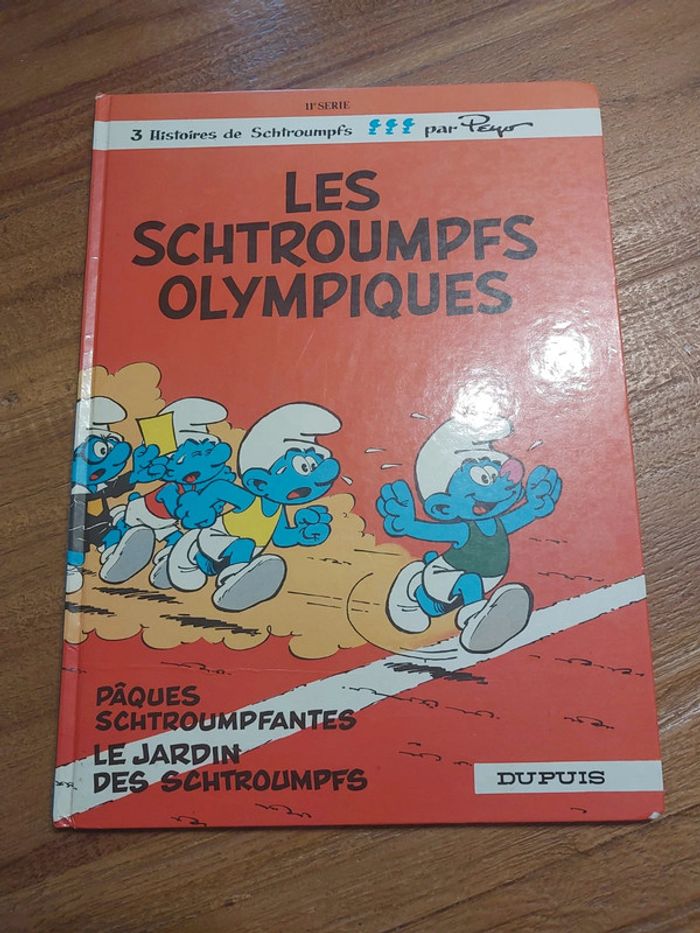 11e SERIE
3 Histoires de Schtroumpfs par Peyo
LES
SCHTROUMPFS
OLYMPIQUES
PÂQUES
SCHTROUMPFANTES
LE JARDIN
DES SCHTROUMPFS
DUPUIS